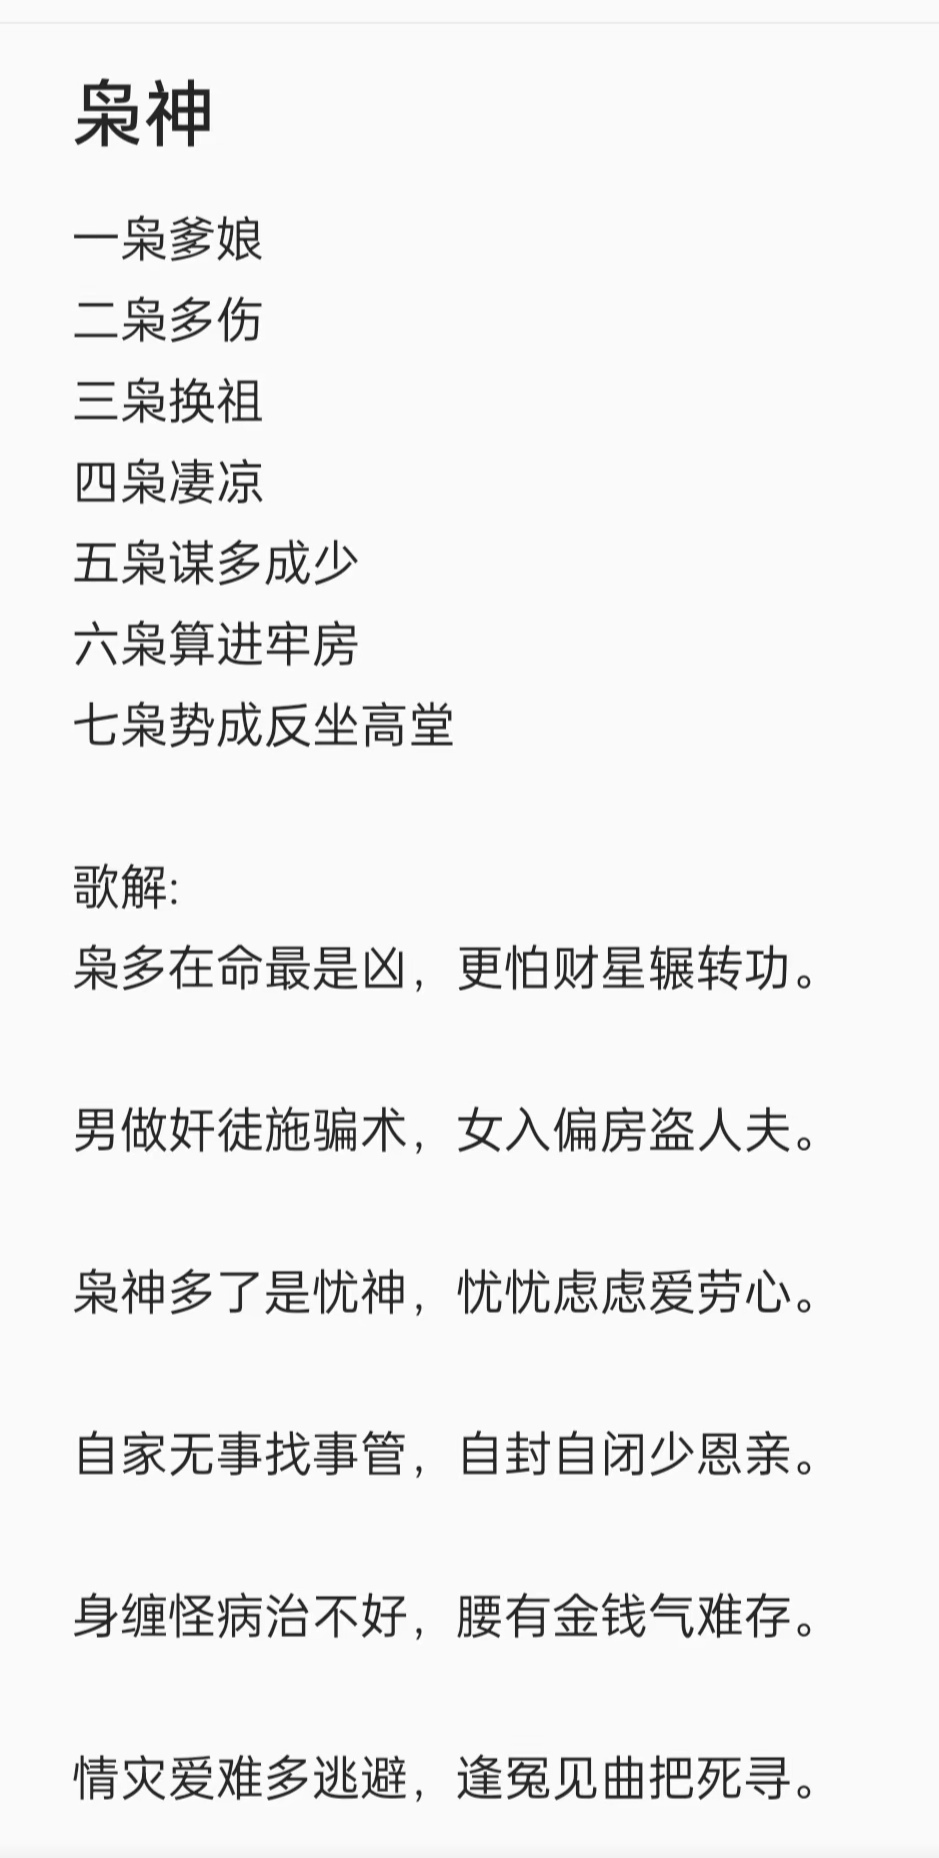 枭神
一枭爹娘
二枭多伤
三枭换祖
四枭凄凉
五枭谋多成少
六枭算进牢房
七枭势成反坐高堂
歌解:
枭多在命最是凶，更怕财星辗转功。
男做奸徒施骗术，女入偏房盗人夫。
枭神多了是忧神，忧忧虑虑爱劳心。
自家无事找事管，自封自闭少恩亲。
身缠怪病治不好，腰有金钱气难存。
情灾爱难多逃避，逢冤见曲把死寻。